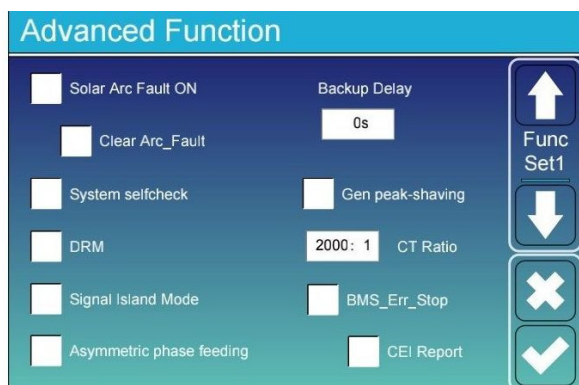 Advanced Function
Solar Arc Fault ON
Backup Delay
0s
Clear Arc_Fault
Func
Set1
System selfcheck
Gen peak-shaving
DRM
2000: 1
CT Ratio
Signal Island Mode
BMS_Err_Stop
Asymmetric phase feeding
CEI Report